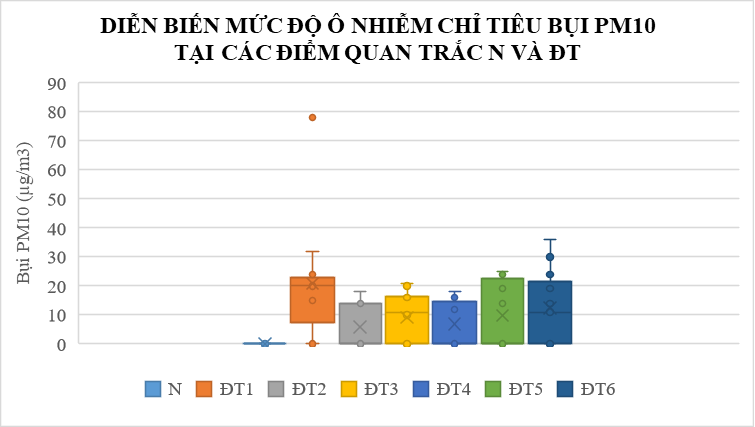 DIỄN BIẾN MỨC ĐỘ Ô NHIỄM CHỈ TIÊU BỤI PM10
TẠI CÁC ĐIỂM QUAN TRẮC N VÀ ĐT
Bụi PM10 (µg/m3)
90
80
70
60
50
40
30
20
10
0
N ĐT1 ĐT2 ĐT3 ĐT4 ĐT5 ĐT6